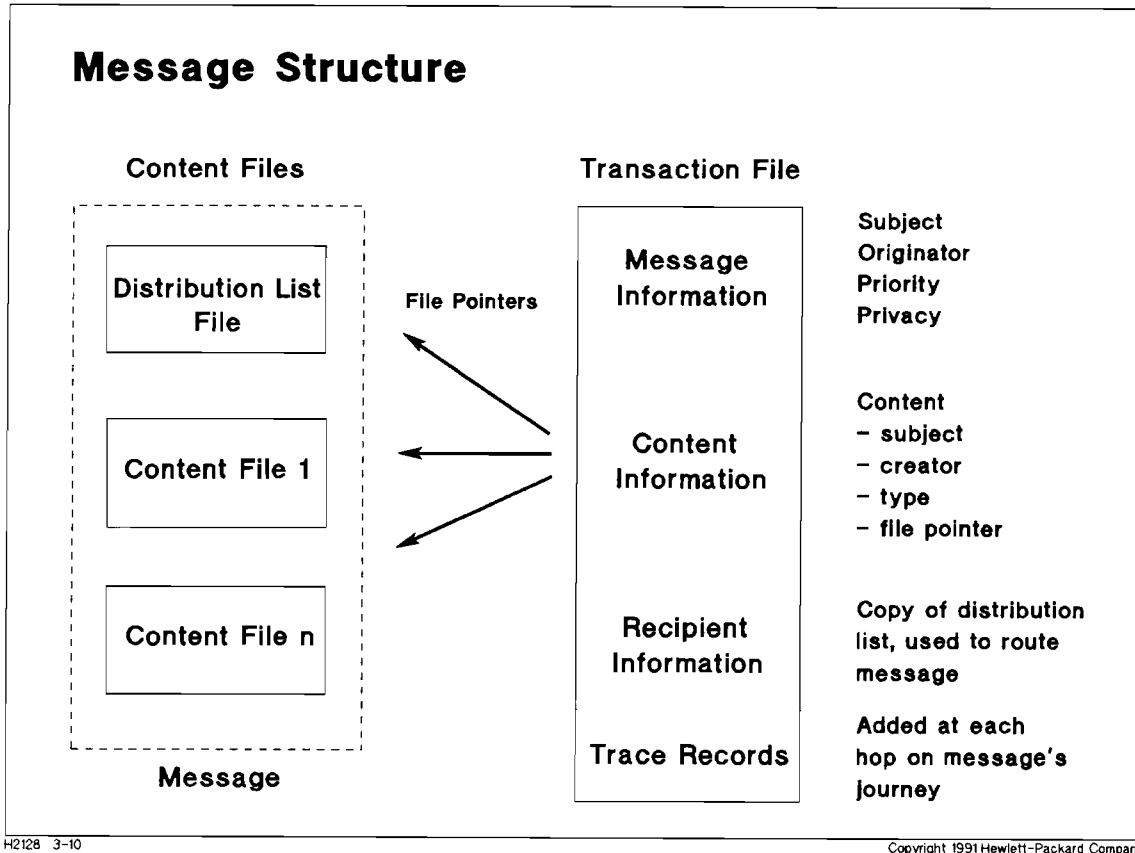 Message Structure
Content Files
Distribution List
File
Content File 1
Content File n
Message
File Pointers
Transaction File
Message
Information
Content
Information
Recipient
Information
Trace Records
Subject
Originator
Priority
Privacy
Content
- subject
- creator
- type
- file pointer
Copy of distribution
list, used to route
message
Added at each
hop on message's
journey
H2128 3-10
Copyright 1991 Hewlett-Packard Compan